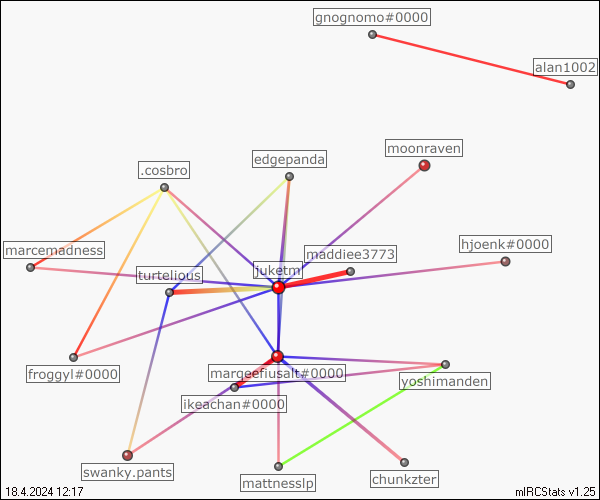 gnognomo#0000
alan1002
moonraven
edgepanda
.cosbro
hjoenk#0000
marcemadness
maddiee3773
juketm
turtelious
margeefiusalt#0000
froggyl#0000
yoshimanden
ikeachan#0000
swanky.pants
chunkzter
mattnesslp
18.4.2024 12:17
mIRCStats v1.25